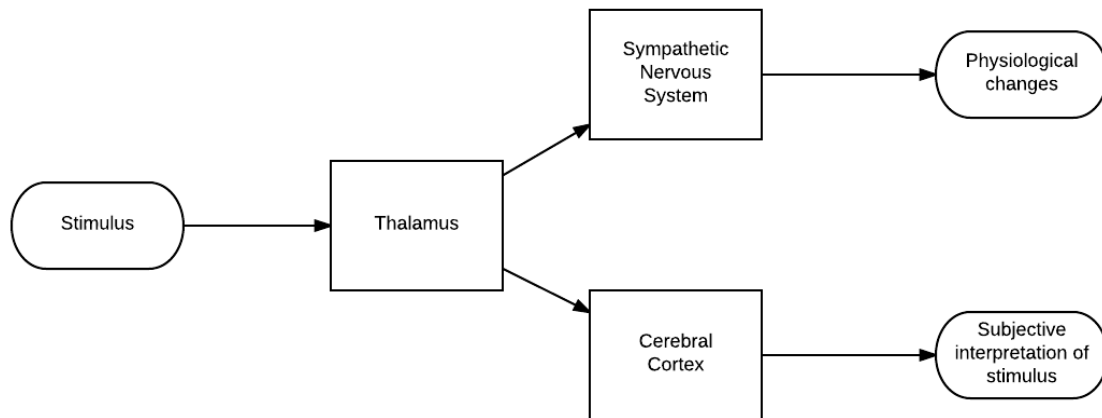 Sympathetic
Nervous
System
Physiological
changes
Stimulus
Thalamus
Cerebral
Cortex
Subjective
interpretation of
stimulus